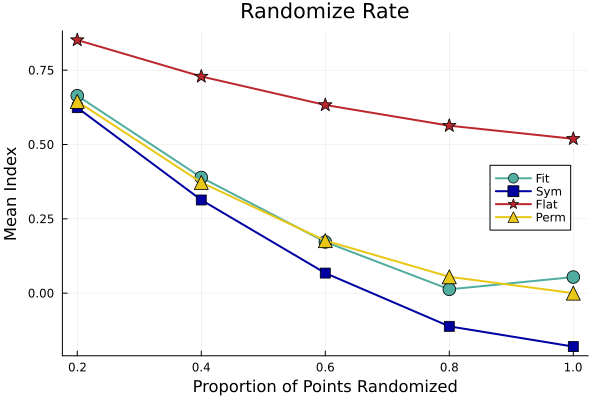 Randomize Rate
Mean Index
0.75
0.50
0.25
0.00
Fit
Sym
Flat
Perm
0.2 0.4 0.6 0.8 1.0
Proportion of Points Randomized